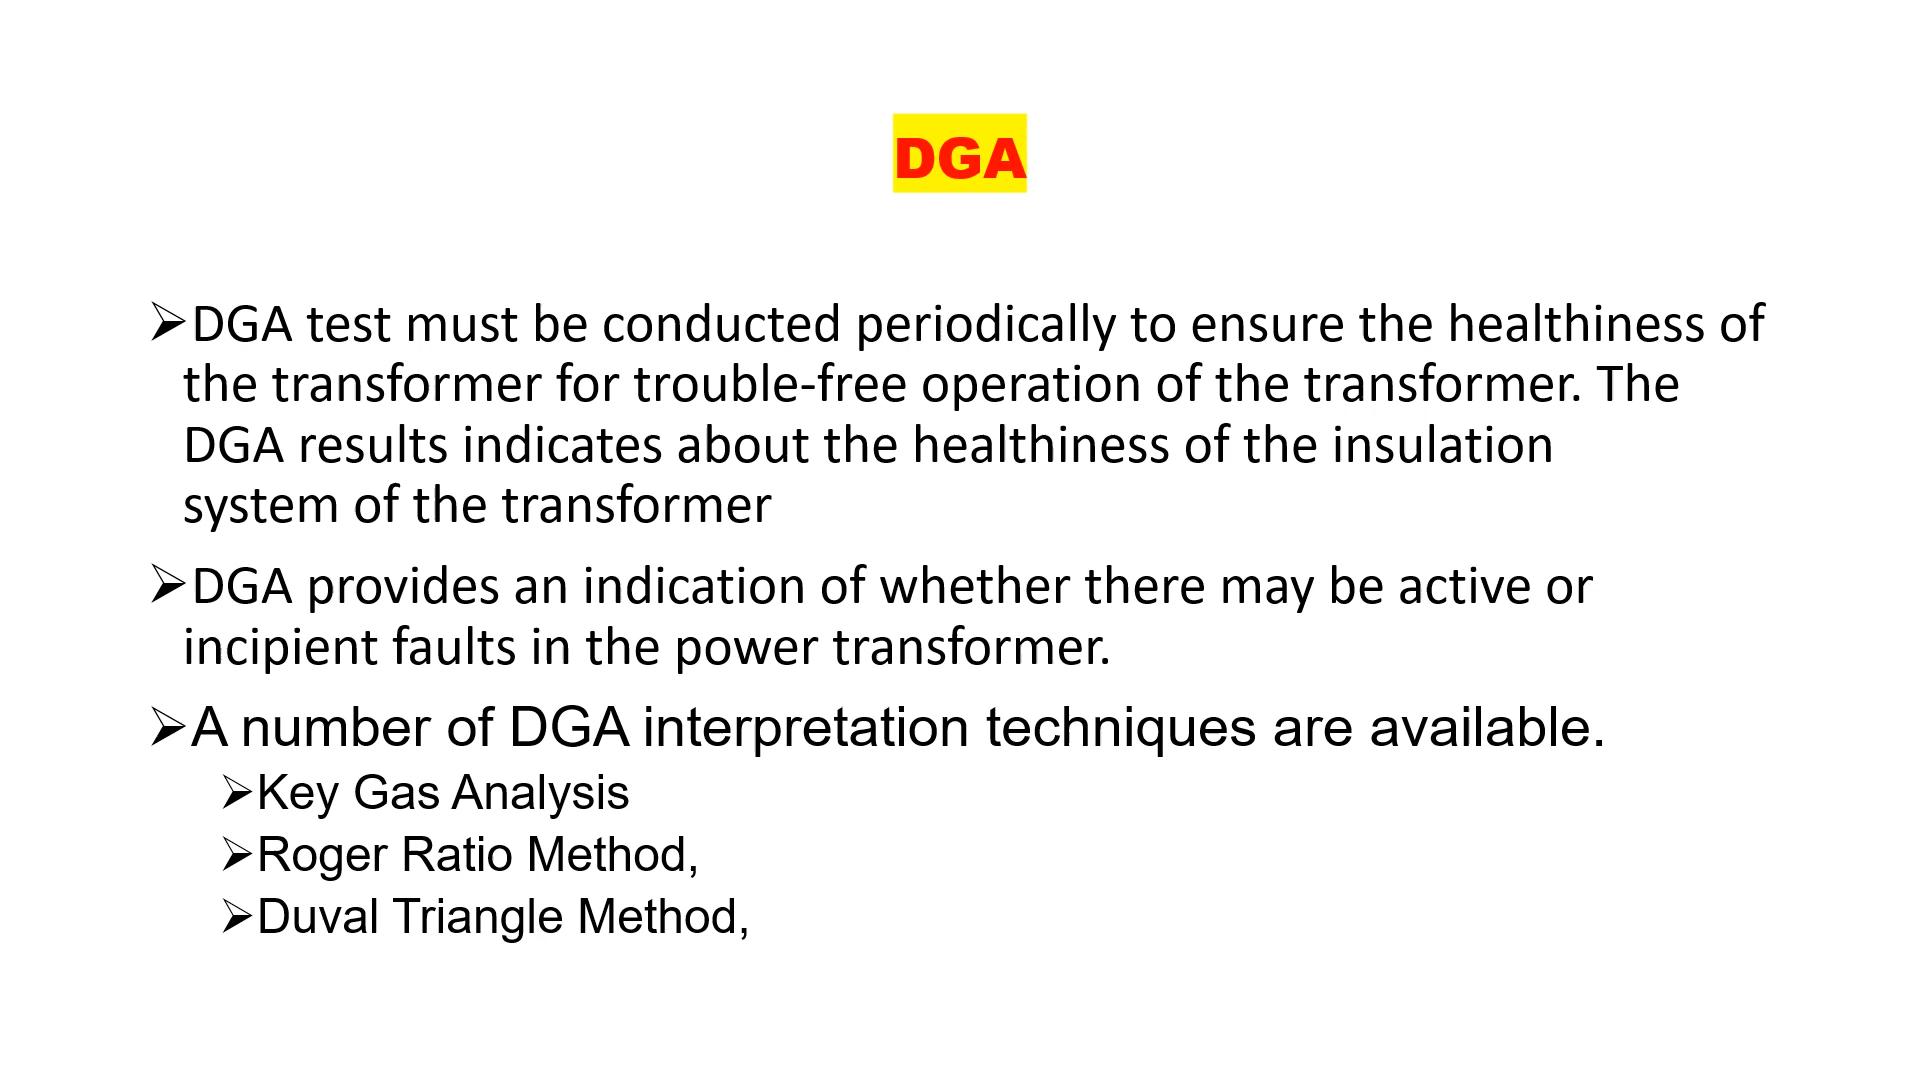 DGA
➢DGA test must be conducted periodically to ensure the healthiness of
the transformer for trouble-free operation of the transformer. The
DGA results indicates about the healthiness of the insulation
system of the transformer
➢DGA provides an indication of whether there may be active or
incipient faults in the power transformer.
➢A number of DGA interpretation techniques are available.
➢Key Gas Analysis
➢Roger Ratio Method,
➢Duval Triangle Method,